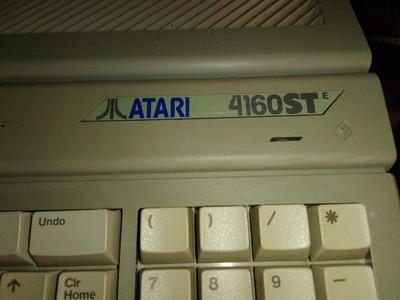 ATARI 4160STE
Undo ( ) / *
↑ Clr Home 7 8 9 -